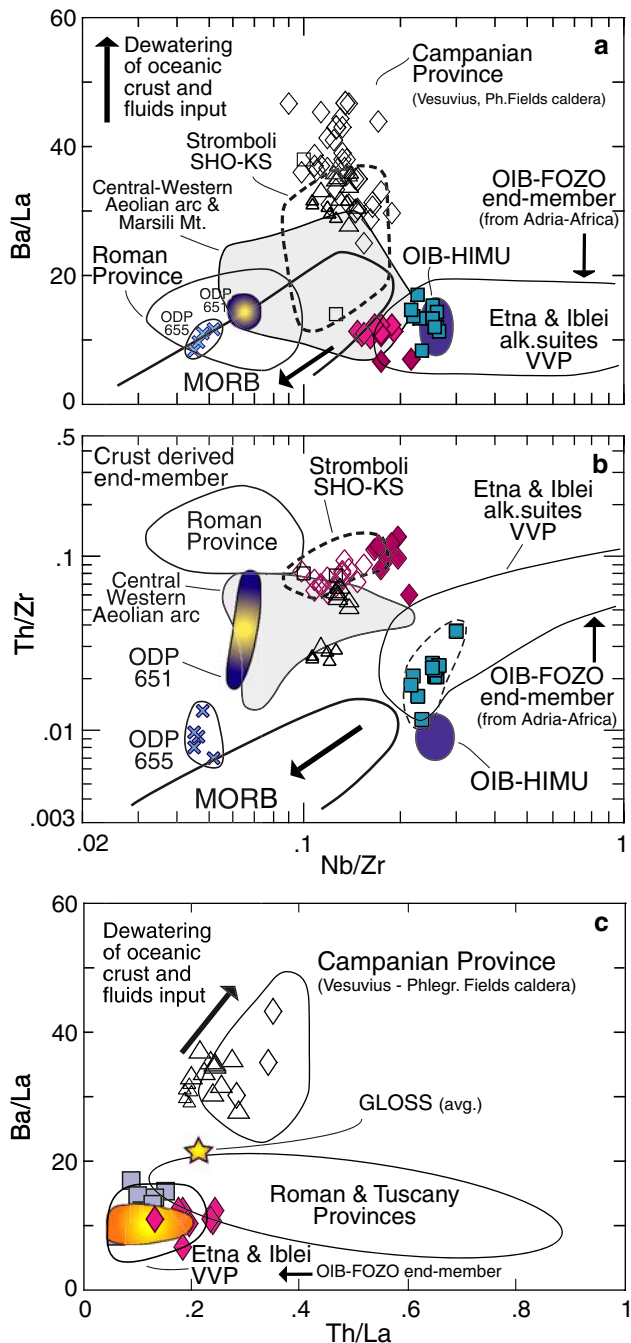 60
40
20
0
Ba/La
a
Dewatering
of oceanic
crust and
fluids input
Campanian
Province
(Vesuvius, Ph.Fields caldera)
Stromboli
SHO-KS
Central-Western
Aeolian arc &
Marsili Mt.
Roman
Province
ODP
651
ODP
655
OIB-FOZO
end-member
(from Adria-Africa)
OIB-HIMU
Etna & Iblei
alk.suites
VVP
MORB
.5
.1
.01
.003
Th/Zr
b
Crust derived
end-member
Stromboli
SHO-KS
Etna & Iblei
alk.suites
VVP
Roman
Province
Central
Western
Aeolian arc
ODP
651
ODP
655
OIB-FOZO
end-member
(from Adria-Africa)
MORB
OIB-HIMU
.02
.1
.2
1
Nb/Zr
60
40
20
0
Ba/La
c
Dewatering
of oceanic
crust and
fluids input
Campanian Province
(Vesuvius - Phlegr. Fields caldera)
GLOSS (avg.)
Roman & Tuscany
Provinces
Etna & Iblei
VVP
OIB-FOZO end-member
0
.2
.4
.6
.8
1
Th/La